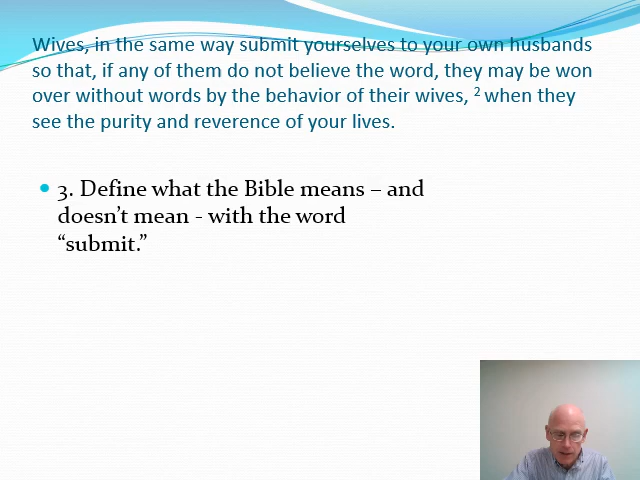 Wives, in the same way submit yourselves to your own husbands
so that, if any of them do not believe the word, they may be won
over without words by the behavior of their wives, ² when they
see the purity and reverence of your lives.
3. Define what the Bible means – and
doesn’t mean - with the word
“submit.”